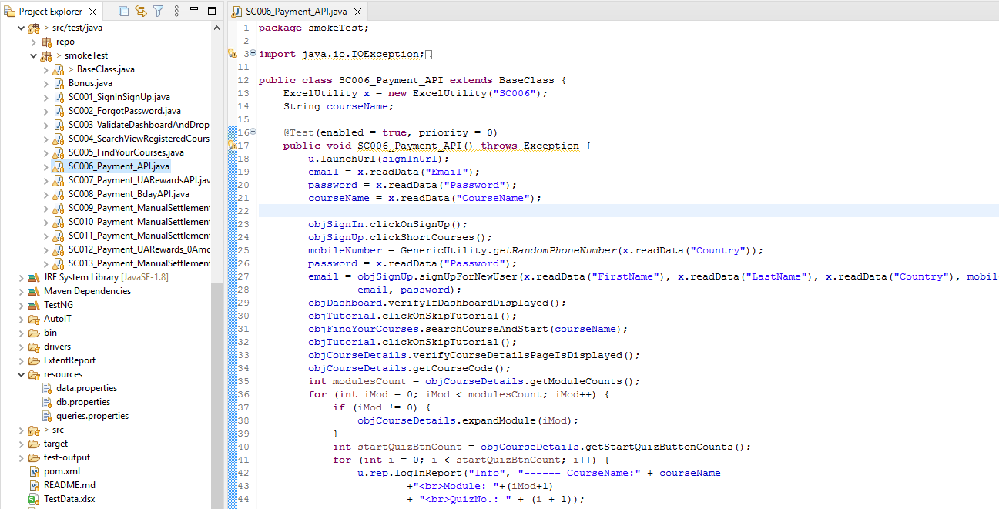 Project Explorer
> src/test/java
repo
> smokeTest
> BaseClass.java
Bonus.java
SC001_SignInSignUp.java
SC002_ForgotPassword.java
SC003_ValidateDashboardAndDrop
SC004_SearchViewRegisteredCours
SC005_FindYourCourses.java
SC006_Payment_API.java
SC007_Payment_UARewardsAPI.jav
SC008_Payment_BdayAPI.java
SC009_Payment_ManualSettlement
SC010_Payment_ManualSettlement
SC011_Payment_ManualSettlement
SC012_Payment_UARewards_0Amo
SC013_Payment_ManualSettlement
JRE System Library [JavaSE-1.8]
Maven Dependencies
TestNG
AutoIT
bin
drivers
ExtentReport
resources
data.properties
db.properties
queries.properties
> src
target
test-output
pom.xml
README.md
TestData.xlsx
SC006_Payment_API.java
1 package smokeTest;
2
3 import java.io.IOException;
11
12 public class SC006_Payment_API extends BaseClass {
13 ExcelUtility x = new ExcelUtility("SC006");
14 String courseName;
15
16 @Test(enabled = true, priority = 0)
17 public void SC006_Payment_API() throws Exception {
18 u.launchUrl(signInUrl);
19 email = x.readData("Email");
20 password = x.readData("Password");
21 courseName = x.readData("CourseName");
22
23 objSignIn.clickOnSignUp();
24 objSignUp.clickShortCourses();
25 mobileNumber = GenericUtility.getRandomPhoneNumber(x.readData("Country"));
26 password = x.readData("Password");
27 email = objSignUp.signUpForNewUser(x.readData("FirstName"), x.readData("LastName"), x.readData("Country"), mobil
28 email, password);
29 objDashboard.verifyIfDashboardDisplayed();
30 objTutorial.clickOnSkipTutorial();
31 objFindYourCourses.searchCourseAndStart(courseName);
32 objTutorial.clickOnSkipTutorial();
33 objCourseDetails.verifyCourseDetailsPageIsDisplayed();
34 objCourseDetails.getCourseCode();
35 int modulesCount = objCourseDetails.getModuleCounts();
36 for (int iMod = 0; iMod < modulesCount; iMod++) {
37 if (iMod != 0) {
38 objCourseDetails.expandModule(iMod);
39 }
40 int startQuizBtnCount = objCourseDetails.getStartQuizButtonCounts();
41 for (int i = 0; i < startQuizBtnCount; i++) {
42 u.rep.logInReport("Info", "------ CourseName:" + courseName
43 +"<br>Module: "+(iMod+1)
44 + "<br>QuizNo.: " + (i + 1));